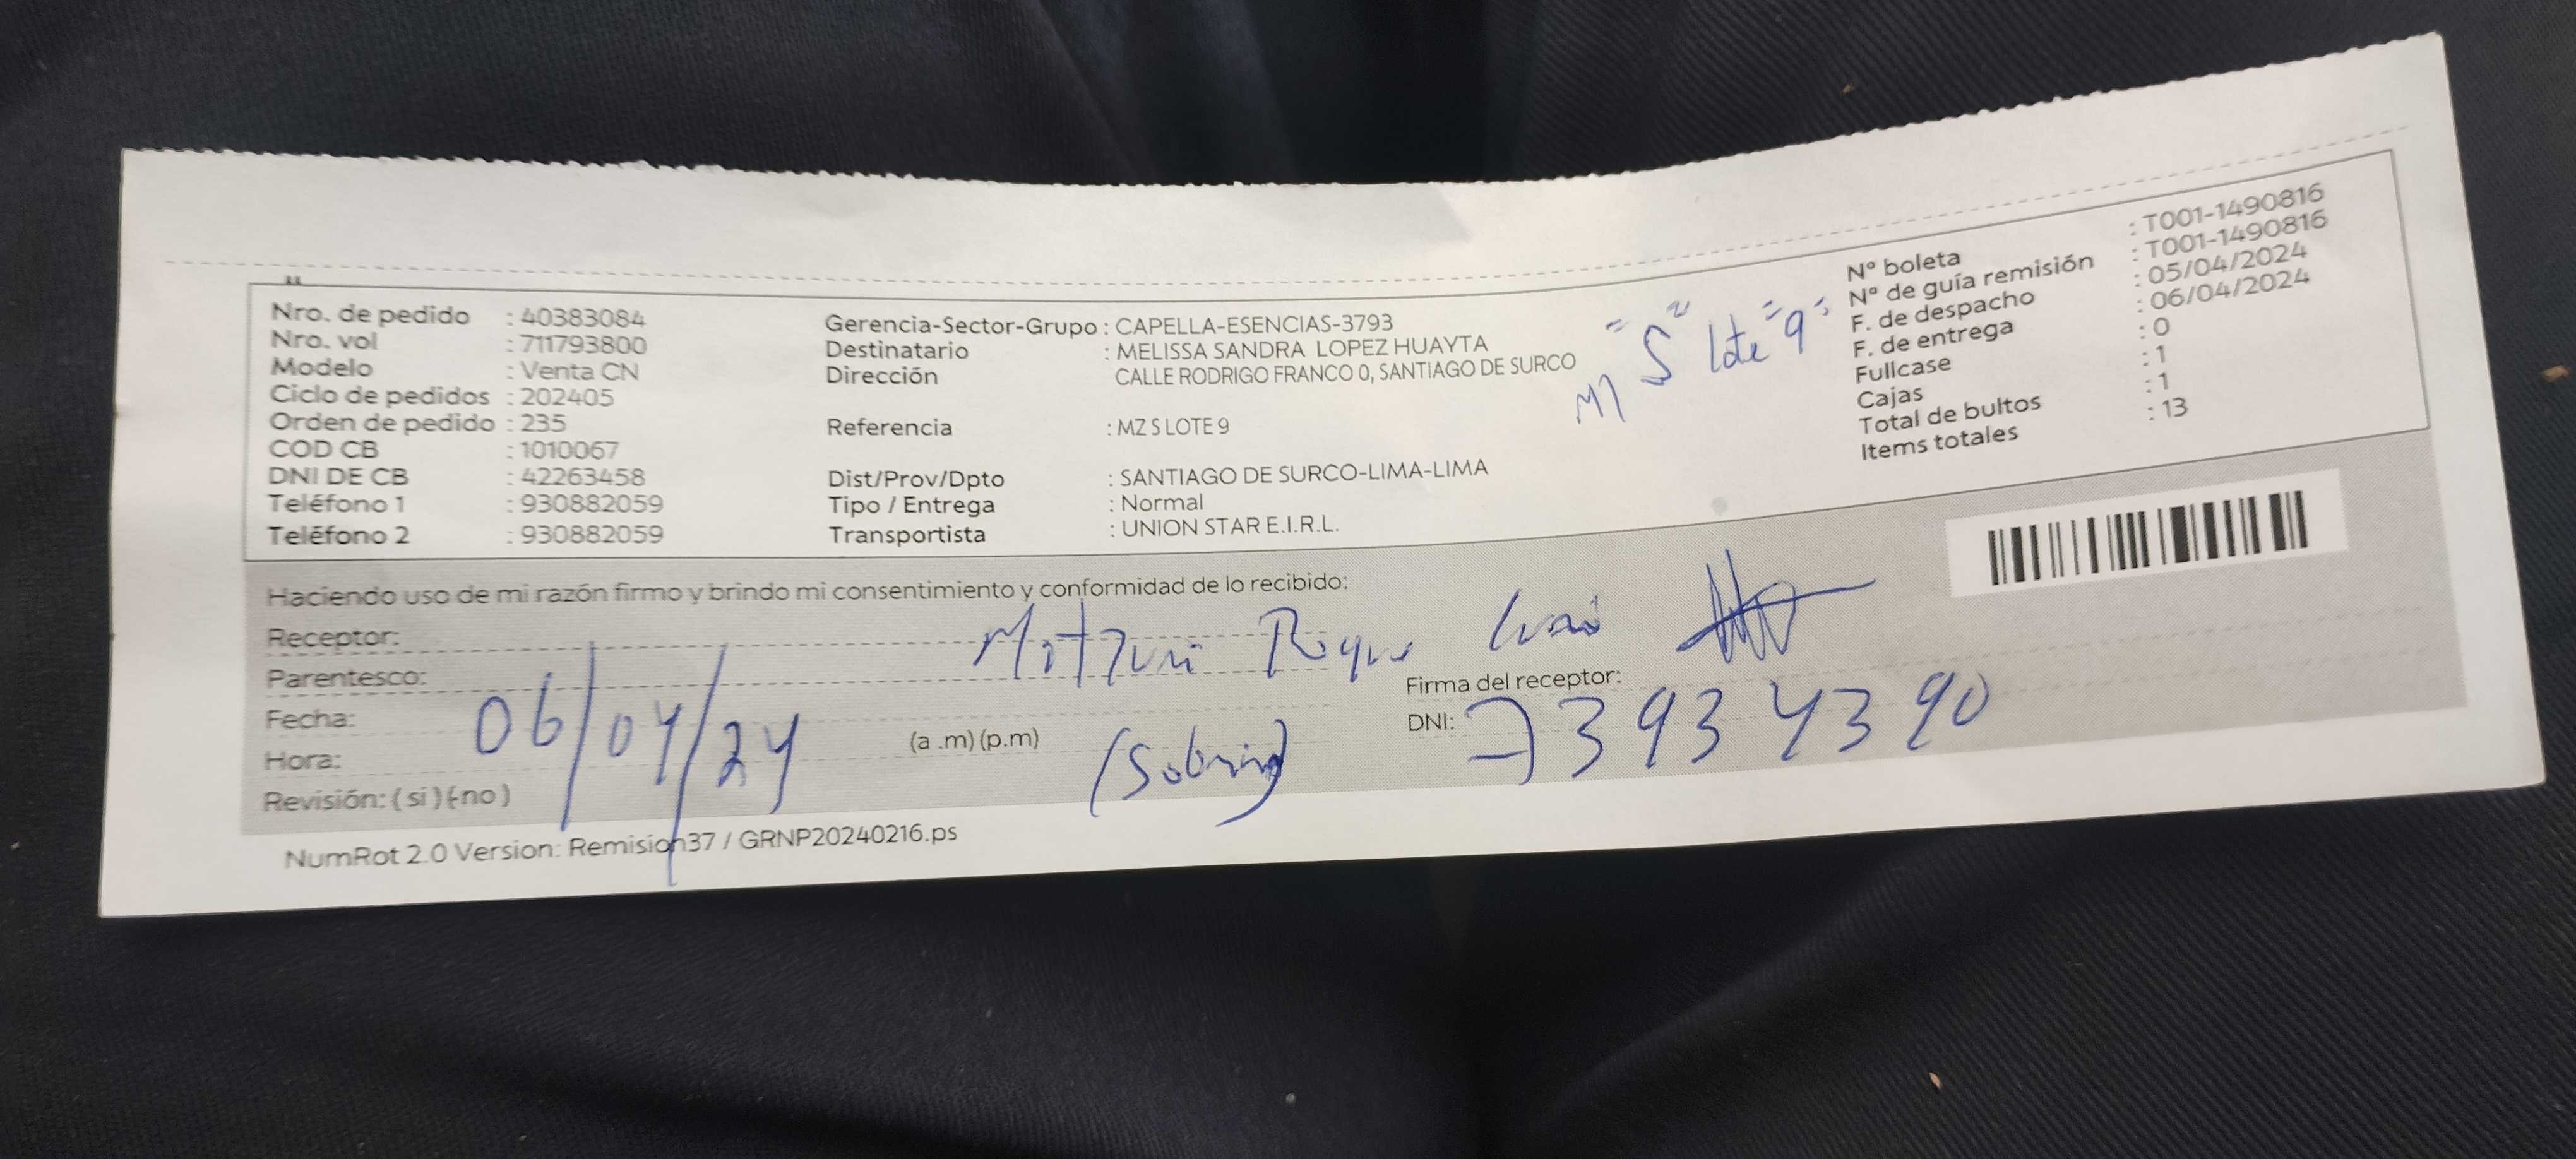 Nro. de pedido : 40383084
Nro. vol : 711793800
Modelo : Venta CN
Ciclo de pedidos : 202405
Orden de pedido : 235
COD CB : 1010067
DNI DE CB : 42263458
Teléfono 1 : 930882059
Teléfono 2 : 930882059
Gerencia-Sector-Grupo : CAPELLA-ESENCIAS-3793
Destinatario : MELISSA SANDRA LOPEZ HUAYTA
Dirección CALLE RODRIGO FRANCO 0, SANTIAGO DE SURCO
Referencia : MZ S LOTE 9
Dist/Prov/Dpto : SANTIAGO DE SURCO-LIMA-LIMA
Tipo / Entrega : Normal
Transportista : UNION STAR E.I.R.L.
"S" lote "9"
N° boleta : T001-1490816
N° de guía remisión : T001-1490816
F. de despacho : 05/04/2024
F. de entrega : 06/04/2024
Fullcase : 0
Cajas : 1
Total de bultos : 1
Items totales : 13
Haciendo uso de mi razón firmo y brindo mi consentimiento y conformidad de lo recibido:
Receptor: Roque
Parentesco:
Firma del receptor:
Fecha: 06/04/24
DNI: 73934390
Hora: (a .m) (p.m)
Revisión: ( si ) (-no )
NumRot 2.0 Version: Remision37 / GRNP20240216.ps